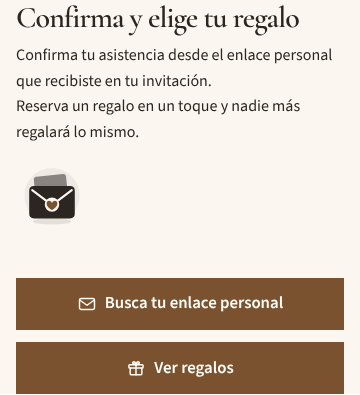 Confirma y elige tu regalo
Confirma tu asistencia desde el enlace personal
que recibiste en tu invitación.
Reserva un regalo en un toque y nadie más
regalará lo mismo.
Busca tu enlace personal
Ver regalos